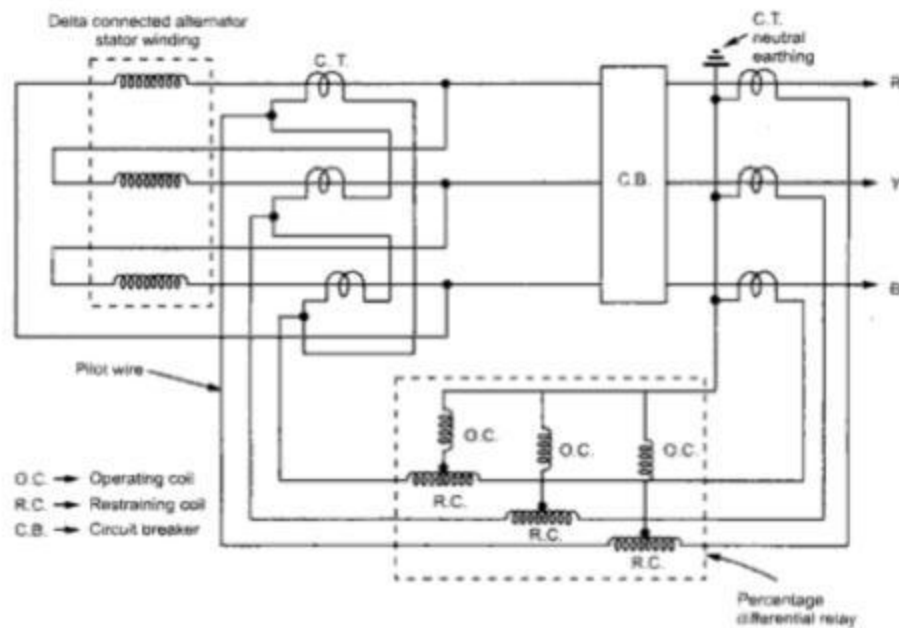 Delta connected alternator
stator winding
C.T.
neutral
earthing
C. T.
R
Y
C.B.
B
Pilot wire
O.C.
O.C.
O.C.
R.C.
R.C.
R.C.
O.C. → Operating coil
R.C. → Restraining coil
C.B. → Circuit breaker
Percentage
differential relay